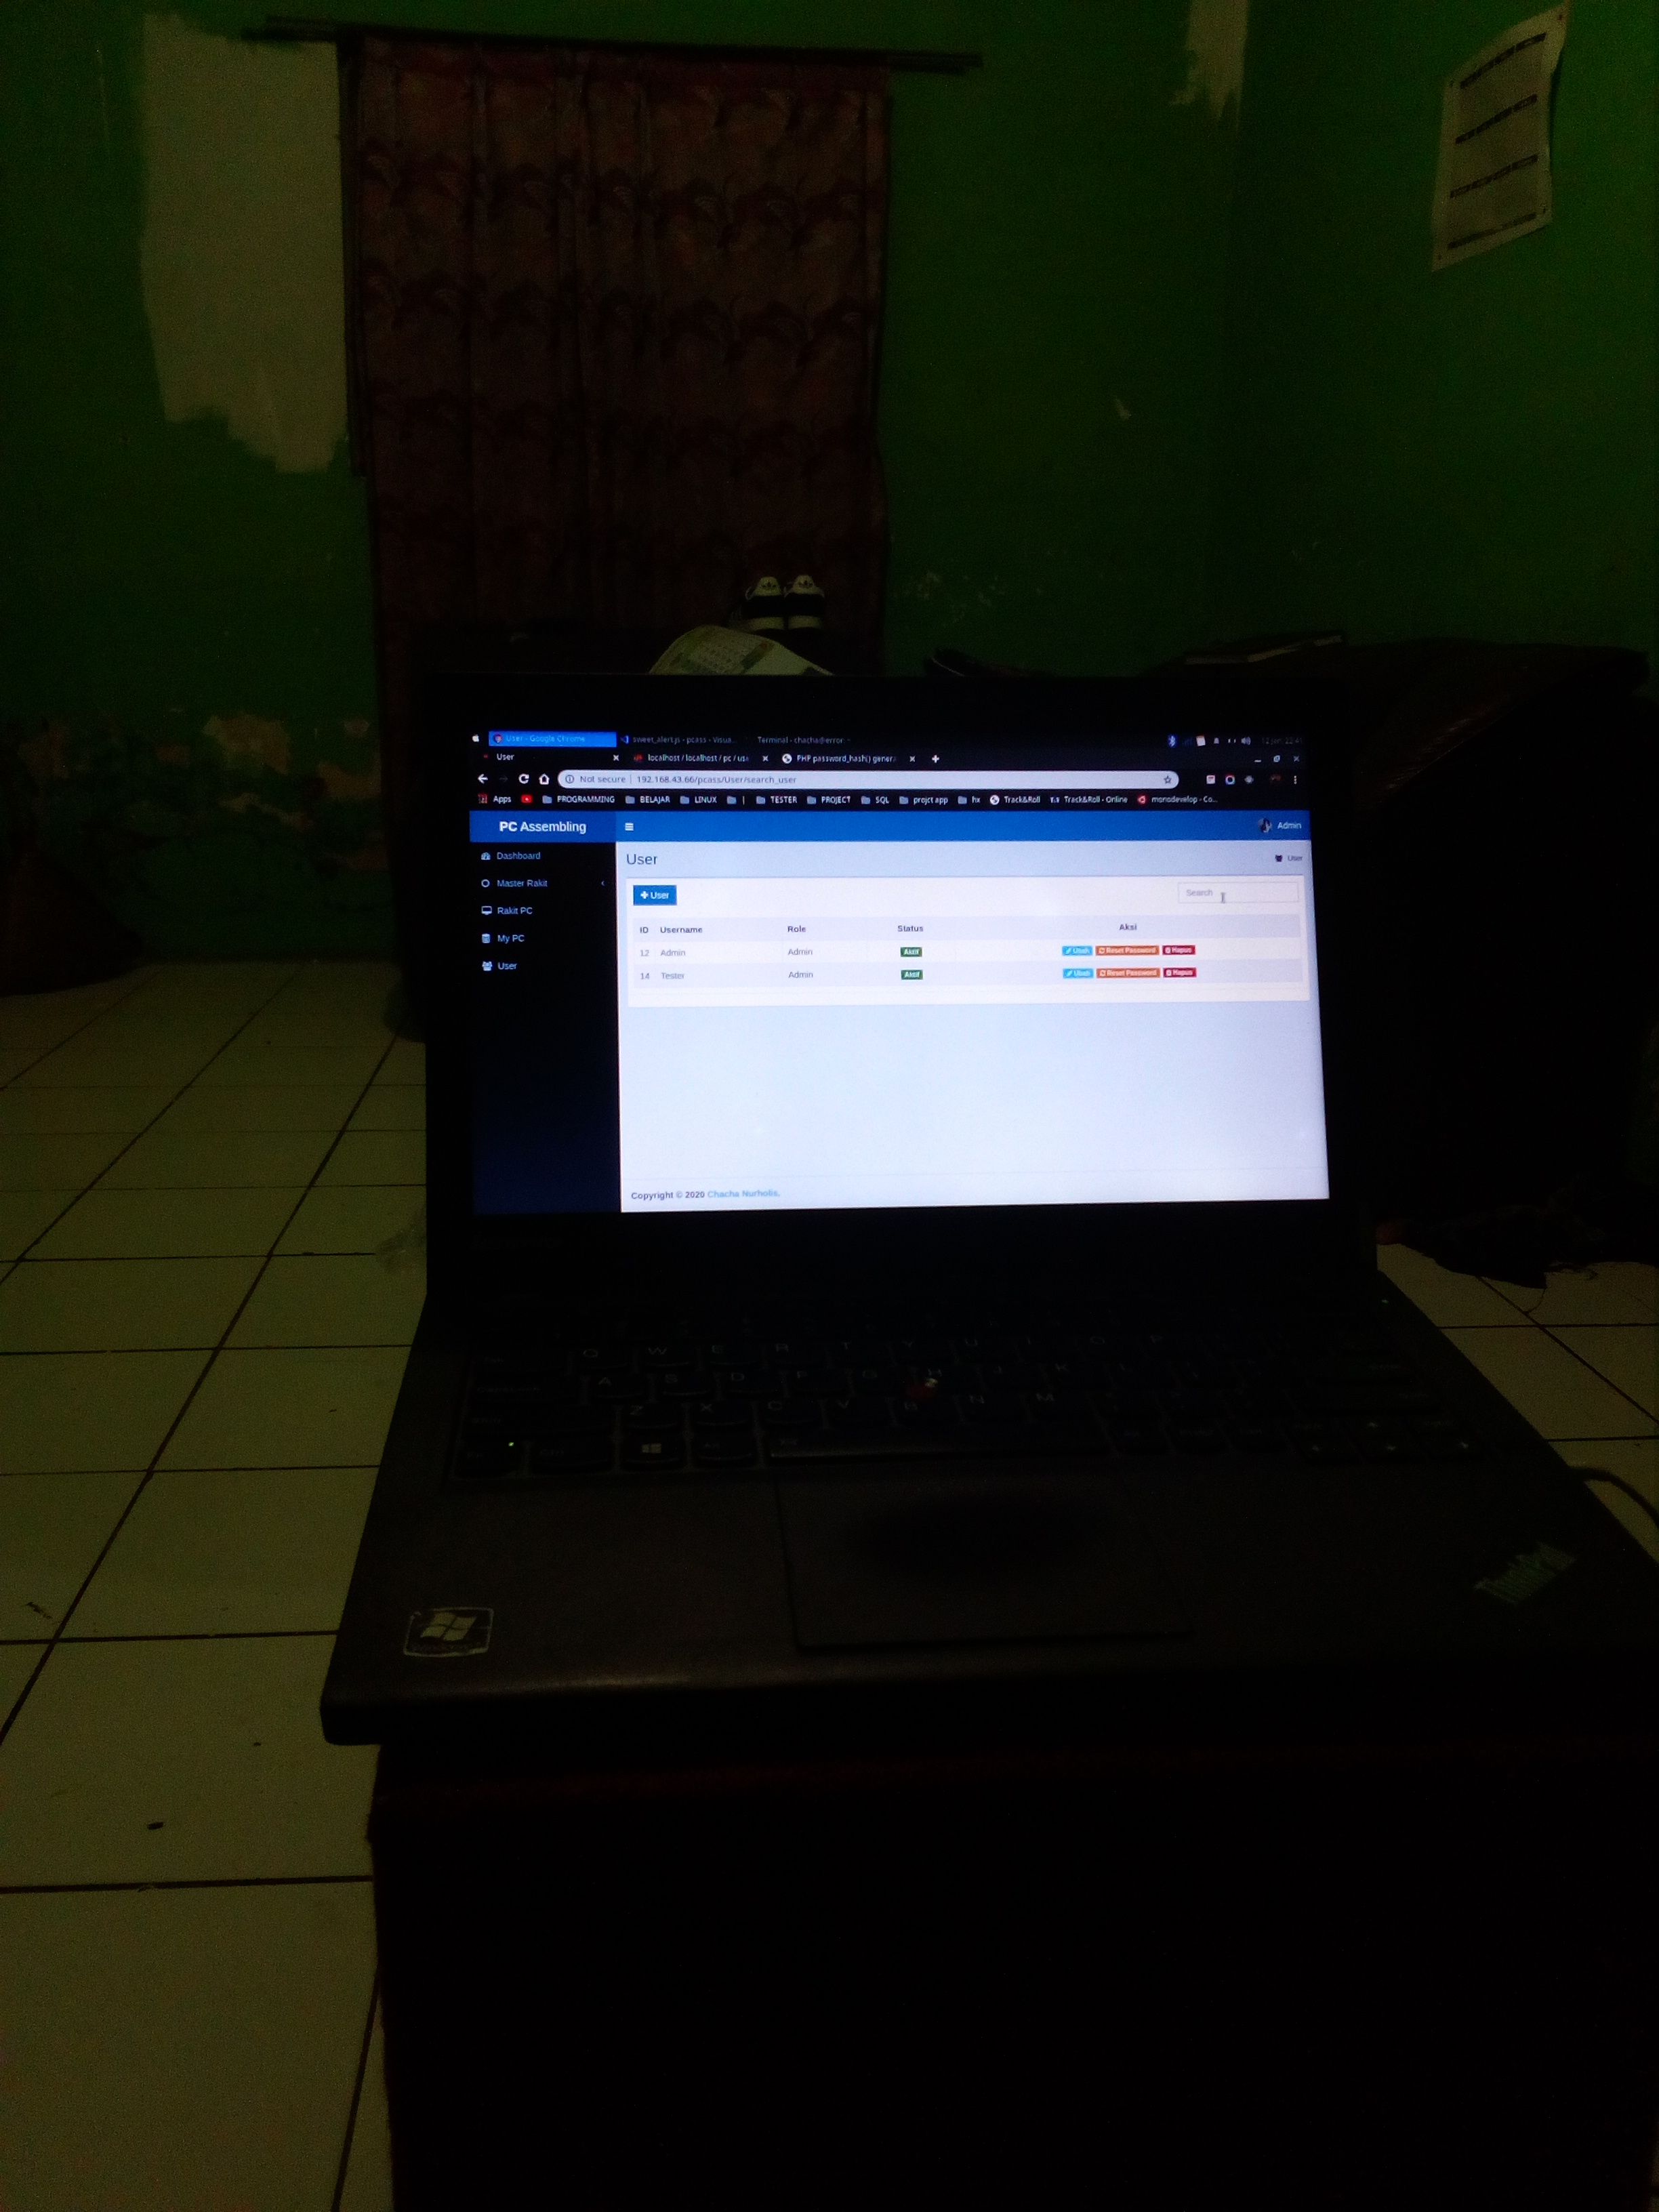 User - Google Chrome
sweet_alert.js - pcass - Visua...
Terminal - chacha@error: ~
User
localhost / localhost / pc / use
PHP password_hash() genera
Not secure | 192.168.43.66/pcass/User/search_user
Apps PROGRAMMING BELAJAR LINUX | TESTER PROJECT SQL projct app hx Track&Roll Track&Roll - Online monodevelop - Co...
PC Assembling
Admin
Dashboard
Master Rakit
Rakit PC
My PC
User
User
User
User
Search
ID Username Role Status Aksi
12 Admin Admin Aktif Ubah Reset Password Hapus
14 Tester Admin Aktif Ubah Reset Password Hapus
Copyright © 2020 Chacha Nurholis.
Q W E R T Y U I O P
A S D F G H J K L
Z X C V B N M
ThinkPad